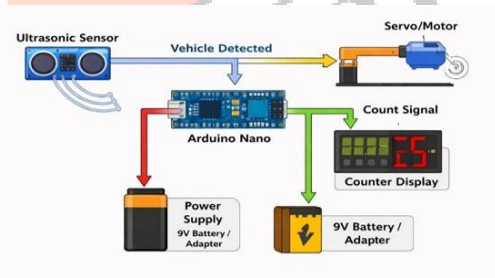 Ultrasonic Sensor
Vehicle Detected
Servo/Motor
Arduino Nano
Count Signal
Counter Display
Power
Supply
9V Battery /
Adapter
9V Battery /
Adapter